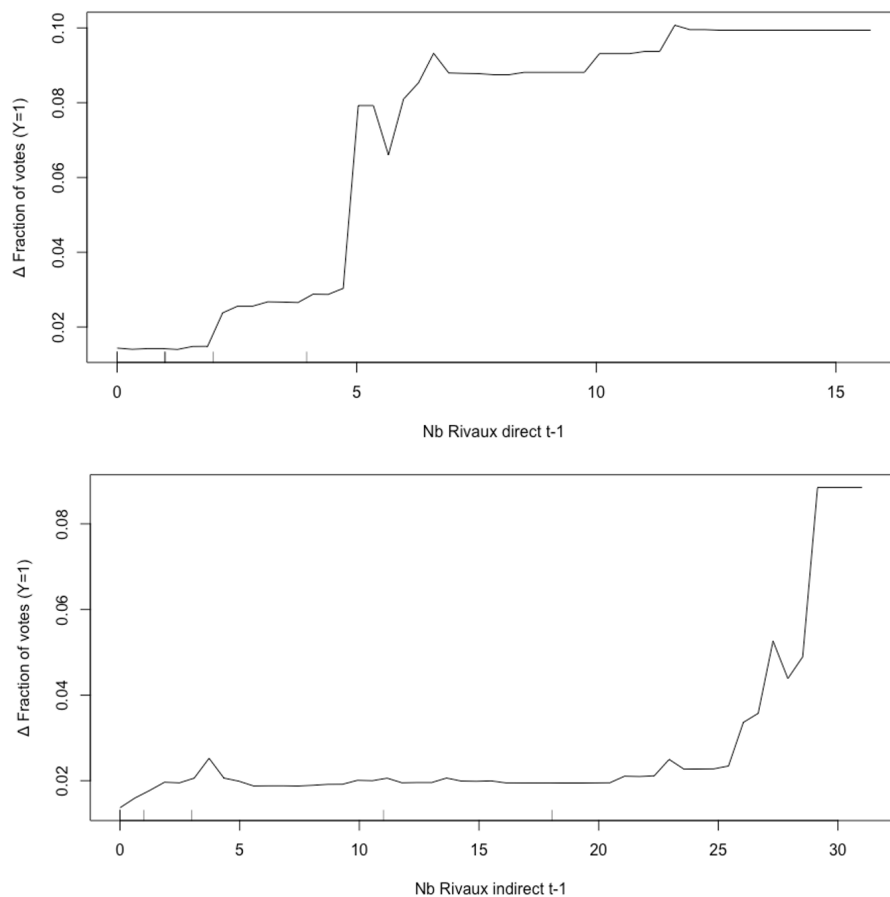 0.10
0.08
0.06
0.04
0.02
Δ Fraction of votes (Y=1)
0 5 10 15
Nb Rivaux direct t-1
0.08
0.06
0.04
0.02
Δ Fraction of votes (Y=1)
0 5 10 15 20 25 30
Nb Rivaux indirect t-1